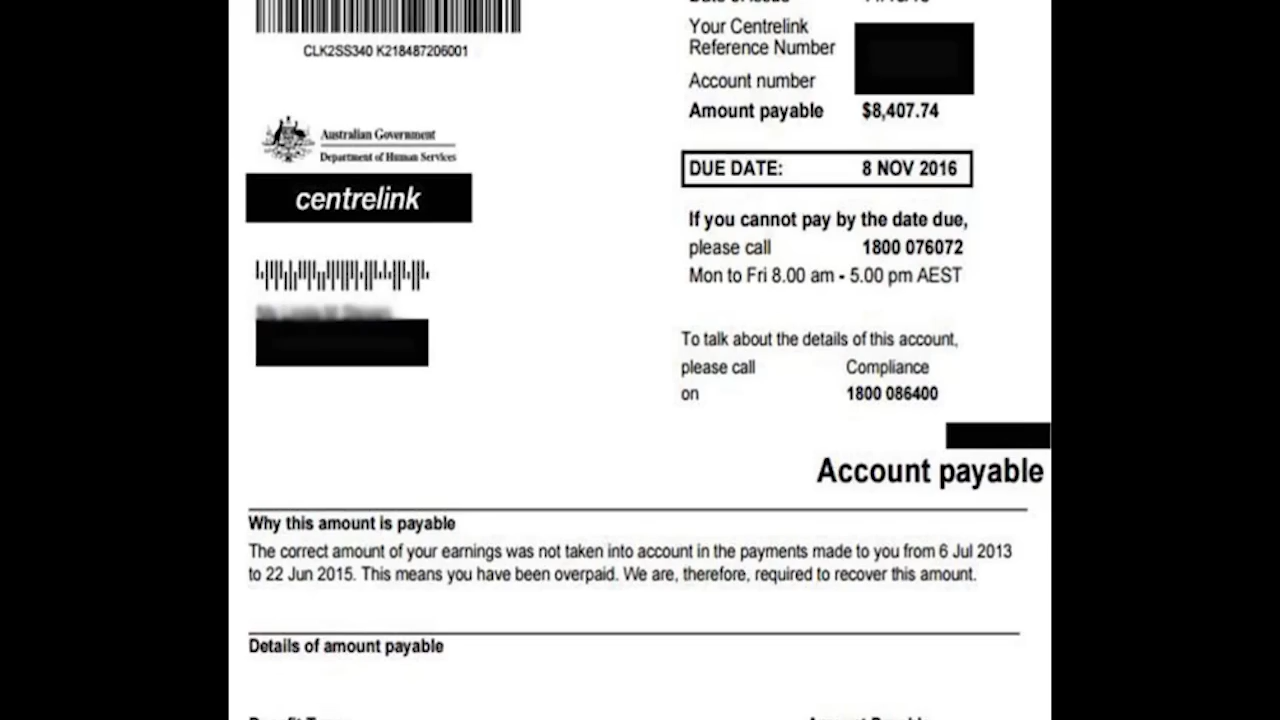 CLK2SS340 K218487206001
Your Centrelink
Reference Number
Account number
Amount payable $8,407.74
Australian Government
Department of Human Services
centrelink
DUE DATE: 8 NOV 2016
If you cannot pay by the date due,
please call 1800 076072
Mon to Fri 8.00 am - 5.00 pm AEST
To talk about the details of this account,
please call Compliance
on 1800 086400
Account payable
Why this amount is payable
The correct amount of your earnings was not taken into account in the payments made to you from 6 Jul 2013
to 22 Jun 2015. This means you have been overpaid. We are, therefore, required to recover this amount.
Details of amount payable